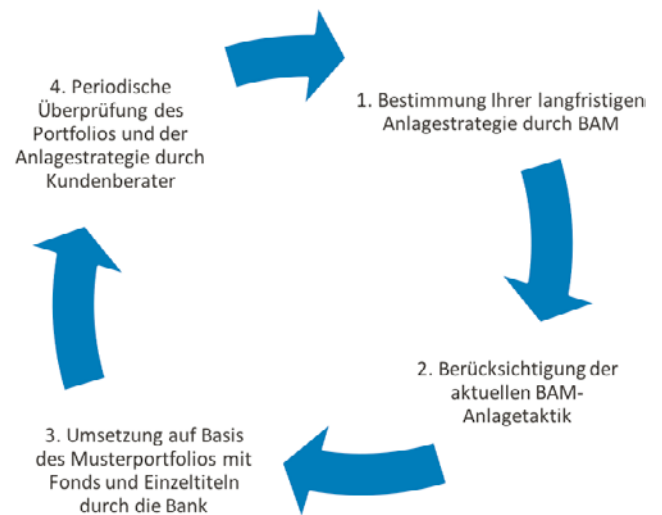 1. Bestimmung Ihrer langfristigen
Anlagestrategie durch BAM
2. Berücksichtigung der
aktuellen BAM-
Anlagetaktik
3. Umsetzung auf Basis
des Musterportfolios mit
Fonds und Einzeltiteln
durch die Bank
4. Periodische
Überprüfung des
Portfolios und der
Anlagestrategie durch
Kundenberater